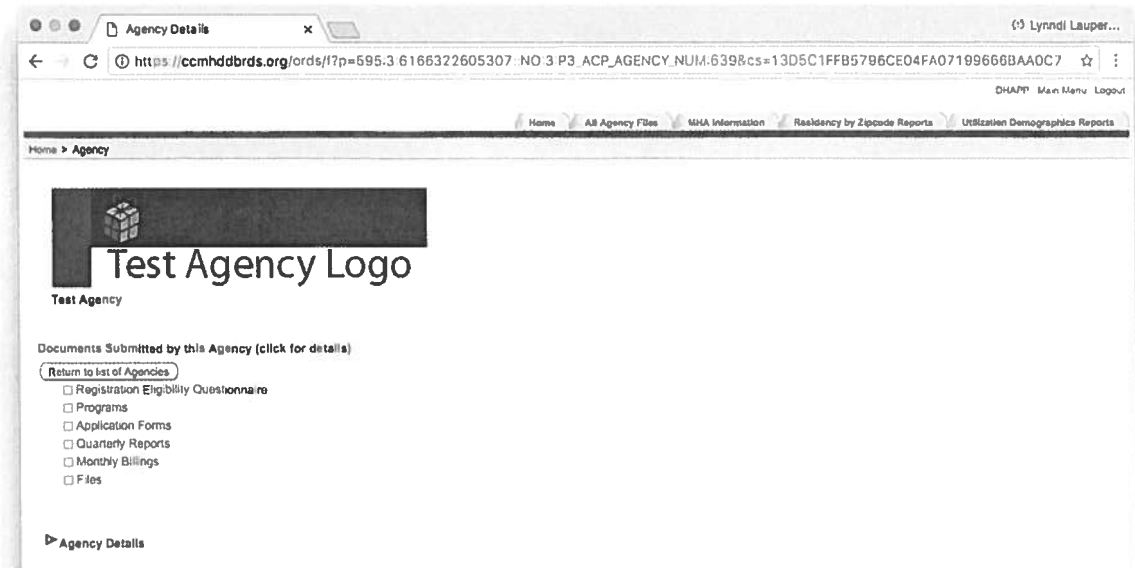 Agency Details
Lynndi Lauper...
https://ccmhddbrds.org/ords/f?p=595:3:6166322605307::NO:3:P3_ACP_AGENCY_NUM:639&cs=13D5C1FFB5796CE04FA07199666BAA0C7
DHAPP Main Menu Logout
Home All Agency Files MHA Information Residency by Zipcode Reports Utilization Demographics Reports
Home > Agency
Test Agency Logo
Test Agency
Documents Submitted by this Agency (click for details)
Return to list of Agencies
Registration Eligibility Questionnaire
Programs
Application Forms
Quarterly Reports
Monthly Billings
Files
Agency Details